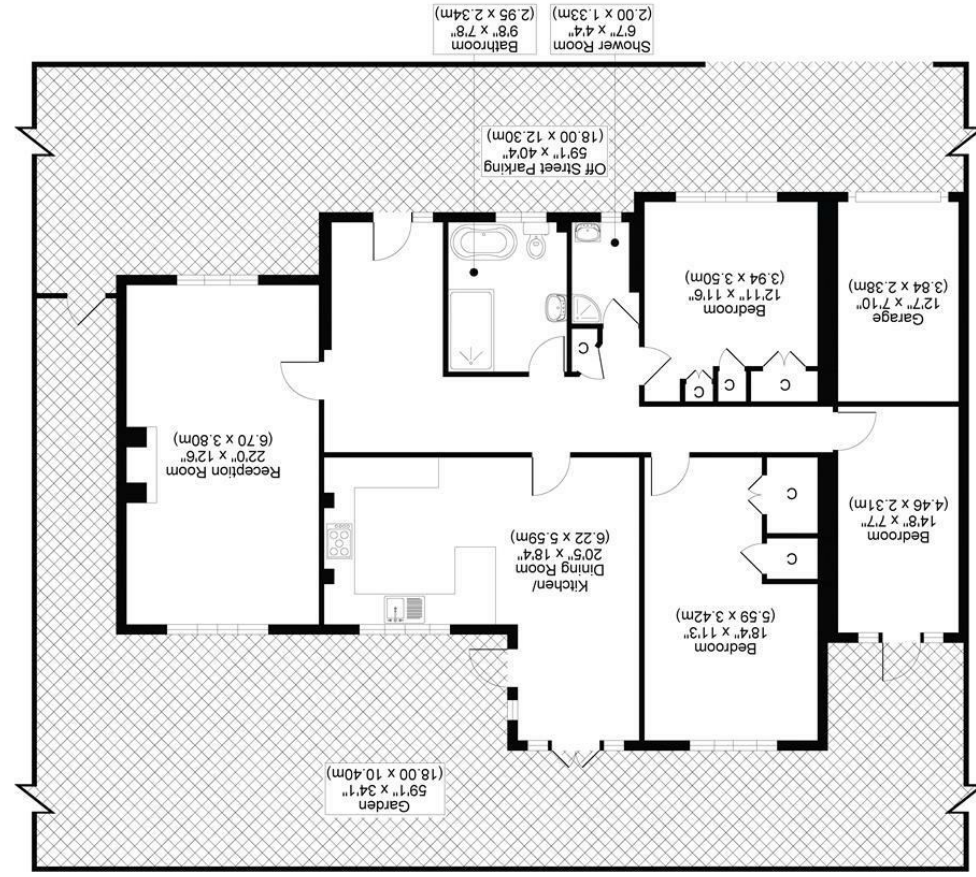 Garden
59'1" x 34'1"
(18.00 x 10.40m)
Bedroom
18'4" x 11'3
(5.59 x 3.42m)
Kitchen/
Dining Room
20'5" x 18'4"
(6.22 x 5.59m)
Bedroom
14'8" x 7'7"
(4.46 x 2.31m)
C
C
Reception Room
22'0" x 12'6"
(6.70 x 3.80m)
C
C
C
C
Garage
12'7" x 7'10"
(3.84 x 2.38m)
Bedroom
12'11" x 11'6"
(3.94 x 3.50m)
Off Street Parking
59'1" x 40'4"
(18.00 x 12.30m)
Shower Room
6'7" x 4'4"
(2.00 x 1.33m)
Bathroom
9'8" x 7'8"
(2.95 x 2.34m)